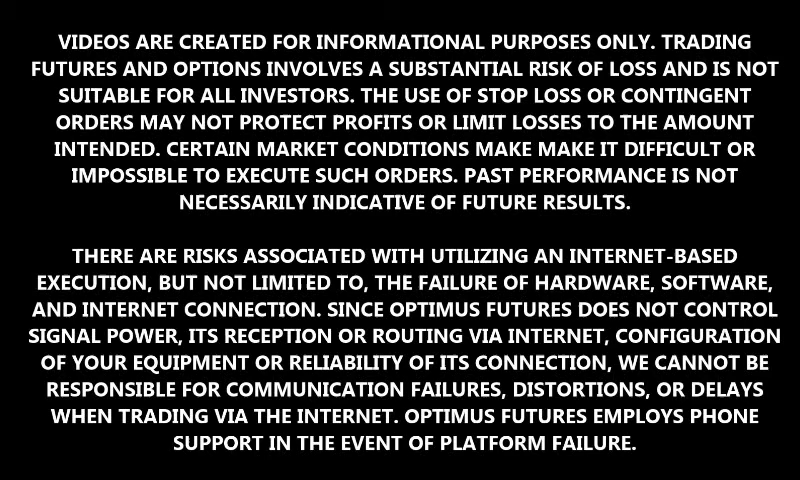 VIDEOS ARE CREATED FOR INFORMATIONAL PURPOSES ONLY. TRADING
FUTURES AND OPTIONS INVOLVES A SUBSTANTIAL RISK OF LOSS AND IS NOT
SUITABLE FOR ALL INVESTORS. THE USE OF STOP LOSS OR CONTINGENT
ORDERS MAY NOT PROTECT PROFITS OR LIMIT LOSSES TO THE AMOUNT
INTENDED. CERTAIN MARKET CONDITIONS MAKE MAKE IT DIFFICULT OR
IMPOSSIBLE TO EXECUTE SUCH ORDERS. PAST PERFORMANCE IS NOT
NECESSARILY INDICATIVE OF FUTURE RESULTS.
THERE ARE RISKS ASSOCIATED WITH UTILIZING AN INTERNET-BASED
EXECUTION, BUT NOT LIMITED TO, THE FAILURE OF HARDWARE, SOFTWARE,
AND INTERNET CONNECTION. SINCE OPTIMUS FUTURES DOES NOT CONTROL
SIGNAL POWER, ITS RECEPTION OR ROUTING VIA INTERNET, CONFIGURATION
OF YOUR EQUIPMENT OR RELIABILITY OF ITS CONNECTION, WE CANNOT BE
RESPONSIBLE FOR COMMUNICATION FAILURES, DISTORTIONS, OR DELAYS
WHEN TRADING VIA THE INTERNET. OPTIMUS FUTURES EMPLOYS PHONE
SUPPORT IN THE EVENT OF PLATFORM FAILURE.